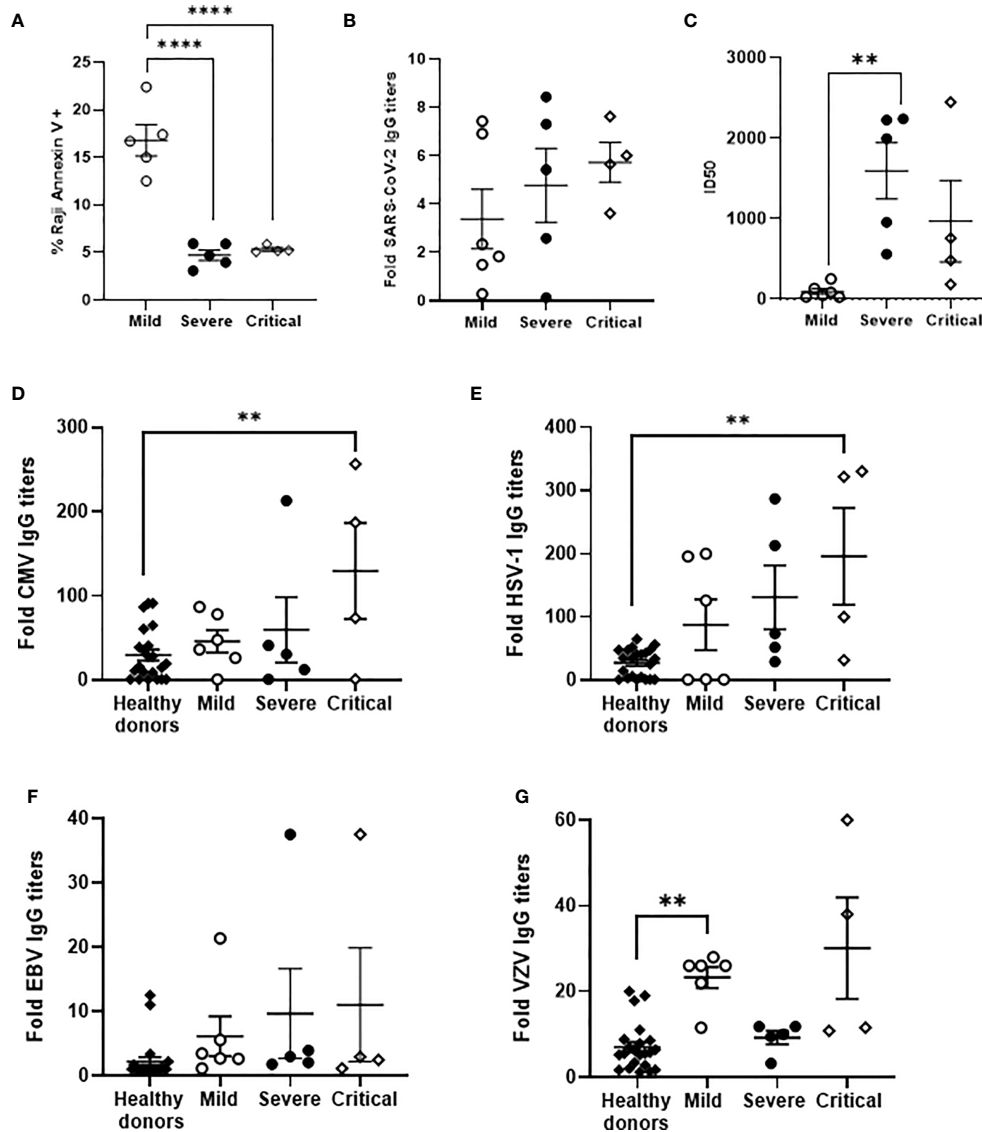 A
****
****
25
20
15
10
5
0
% Raji Annexin V +
Mild Severe Critical
B
10
8
6
4
2
0
Fold SARS-CoV-2 IgG titers
Mild Severe Critical
C
**
3000
2000
1000
0
ID50
Mild Severe Critical
D
**
300
200
100
0
Fold CMV IgG titers
Healthy donors Mild Severe Critical
E
**
400
300
200
100
0
Fold HSV-1 IgG titers
Healthy donors Mild Severe Critical
F
40
30
20
10
0
Fold EBV IgG titers
Healthy donors Mild Severe Critical
G
**
60
40
20
0
Fold VZV IgG titers
Healthy donors Mild Severe Critical